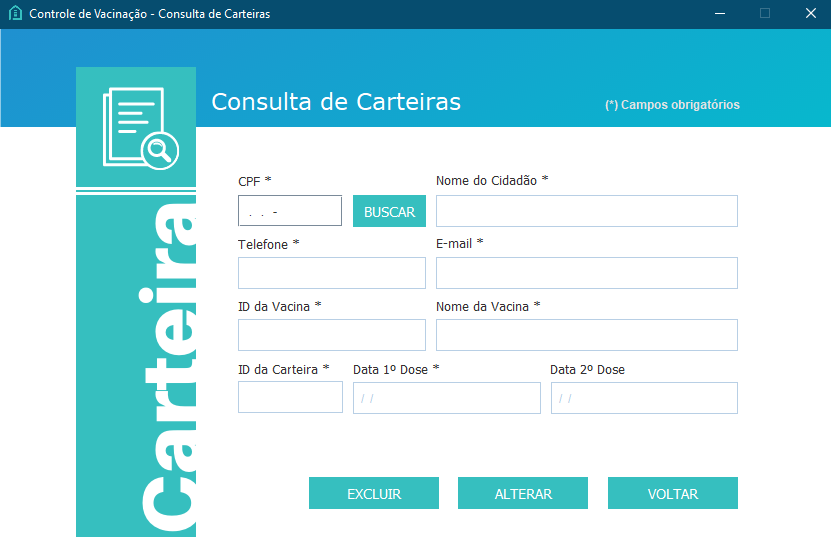 Controle de Vacinação - Consulta de Carteiras
Consulta de Carteiras
(*) Campos obrigatórios
Carteira
CPF *
Nome do Cidadão *
. . -
BUSCAR
Telefone *
E-mail *
ID da Vacina *
Nome da Vacina *
ID da Carteira *
Data 1º Dose *
Data 2º Dose
/ /
/ /
EXCLUIR
ALTERAR
VOLTAR